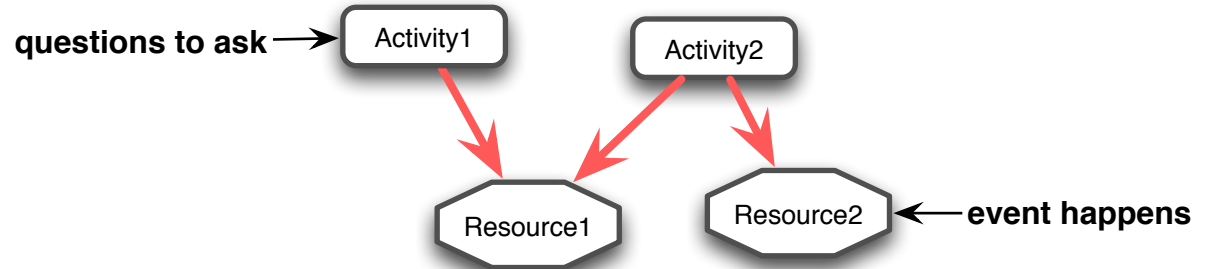 questions to ask
Activity1
Activity2
Resource1
Resource2
event happens